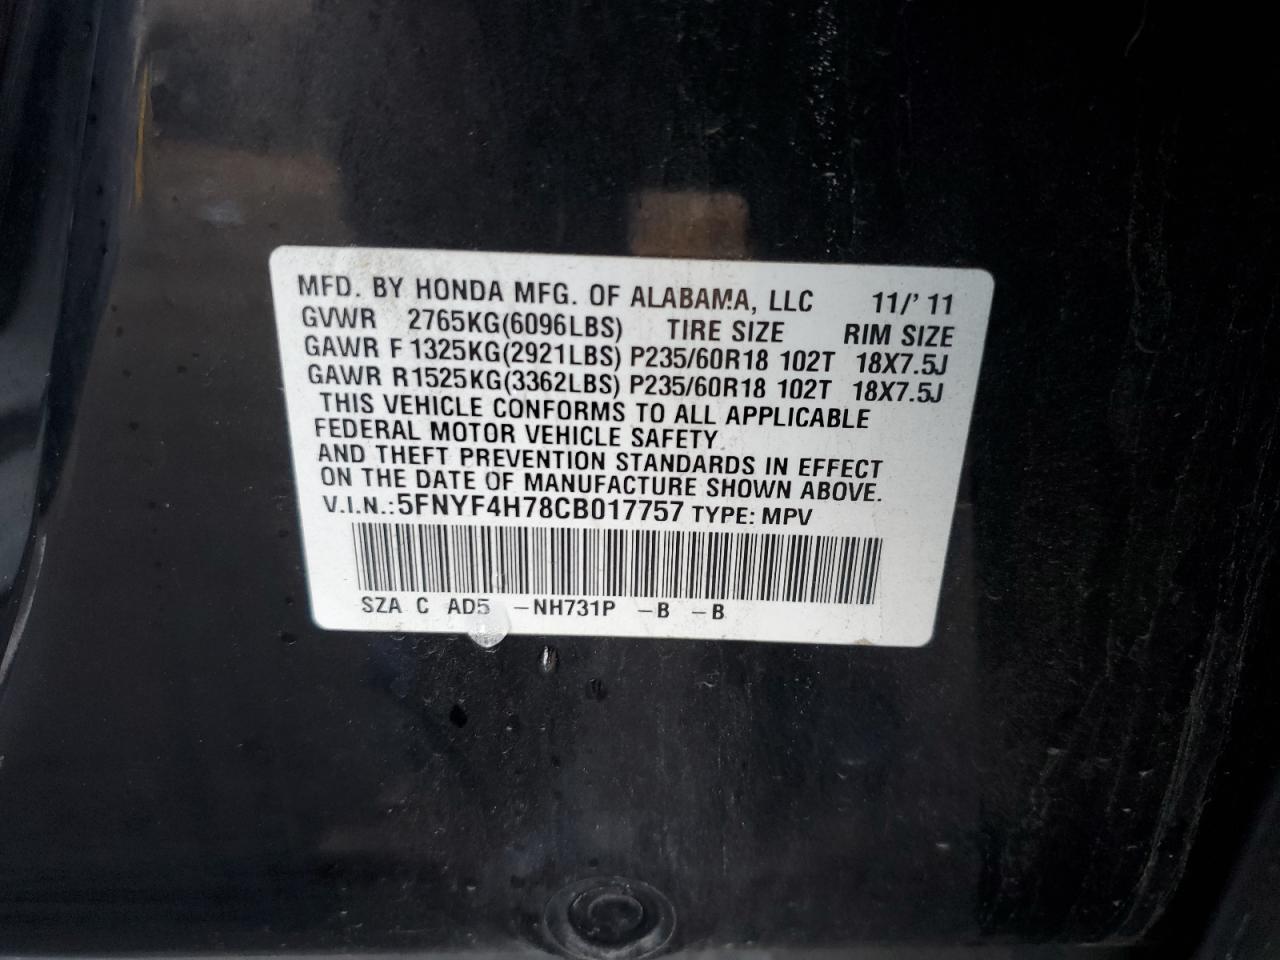 MFD. BY HONDA MFG. OF ALABAMA, LLC 11/' 11
GVWR 2765KG(6096LBS) TIRE SIZE RIM SIZE
GAWR F 1325KG(2921LBS) P235/60R18 102T 18X7.5J
GAWR R1525KG(3362LBS) P235/60R18 102T 18X7.5J
THIS VEHICLE CONFORMS TO ALL APPLICABLE
FEDERAL MOTOR VEHICLE SAFETY
AND THEFT PREVENTION STANDARDS IN EFFECT
ON THE DATE OF MANUFACTURE SHOWN ABOVE.
V.I.N.:5FNYF4H78CB017757 TYPE: MPV
SZA C AD5 -NH731P -B -B